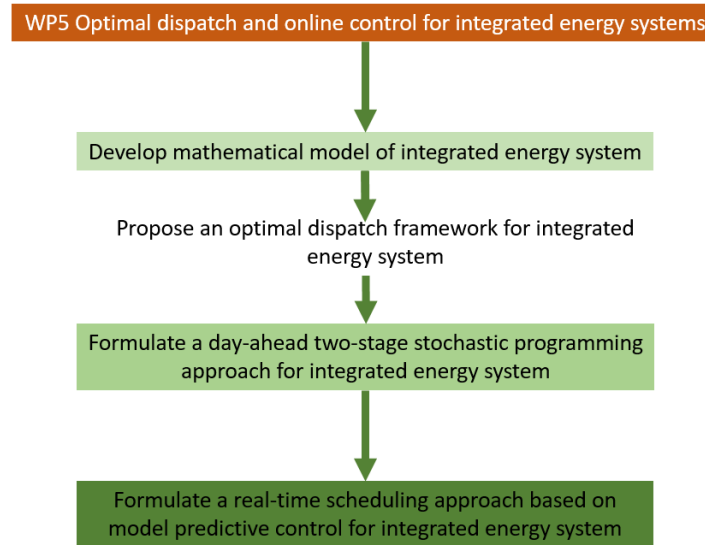 WP5 Optimal dispatch and online control for integrated energy systems
Develop mathematical model of integrated energy system
Propose an optimal dispatch framework for integrated
energy system
Formulate a day-ahead two-stage stochastic programming
approach for integrated energy system
Formulate a real-time scheduling approach based on
model predictive control for integrated energy system